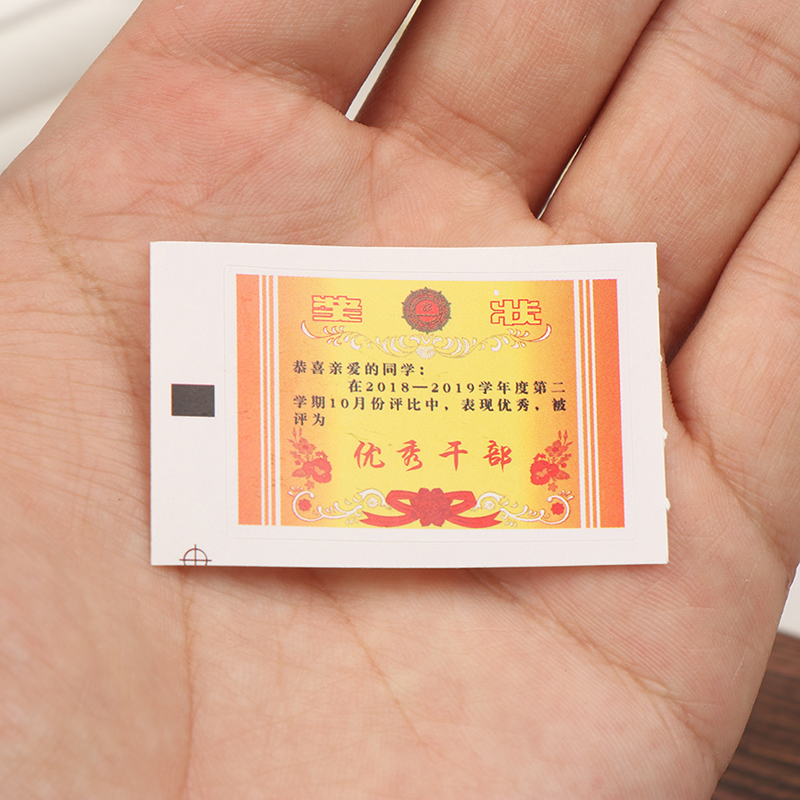 奖 状
恭喜亲爱的同学：
在2018—2019学年度第二
学期10月份评比中，表现优秀，被
评为
优秀干部